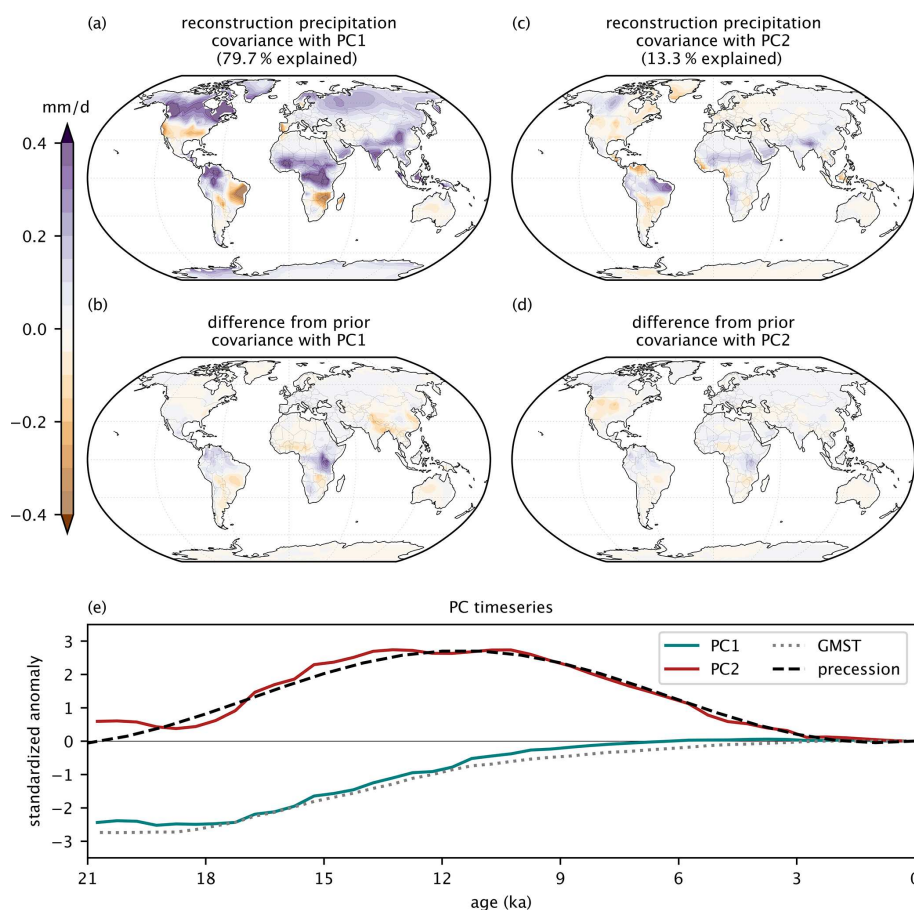 (a)
reconstruction precipitation
covariance with PC1
(79.7 % explained)
(c)
reconstruction precipitation
covariance with PC2
(13.3 % explained)
mm/d
0.4
0.2
0.0
−0.2
−0.4
(b)
difference from prior
covariance with PC1
(d)
difference from prior
covariance with PC2
(e)
PC timeseries
PC1
PC2
GMST
precession
standardized anomaly
3
2
1
0
−1
−2
−3
21
18
15
12
9
6
3
0
age (ka)